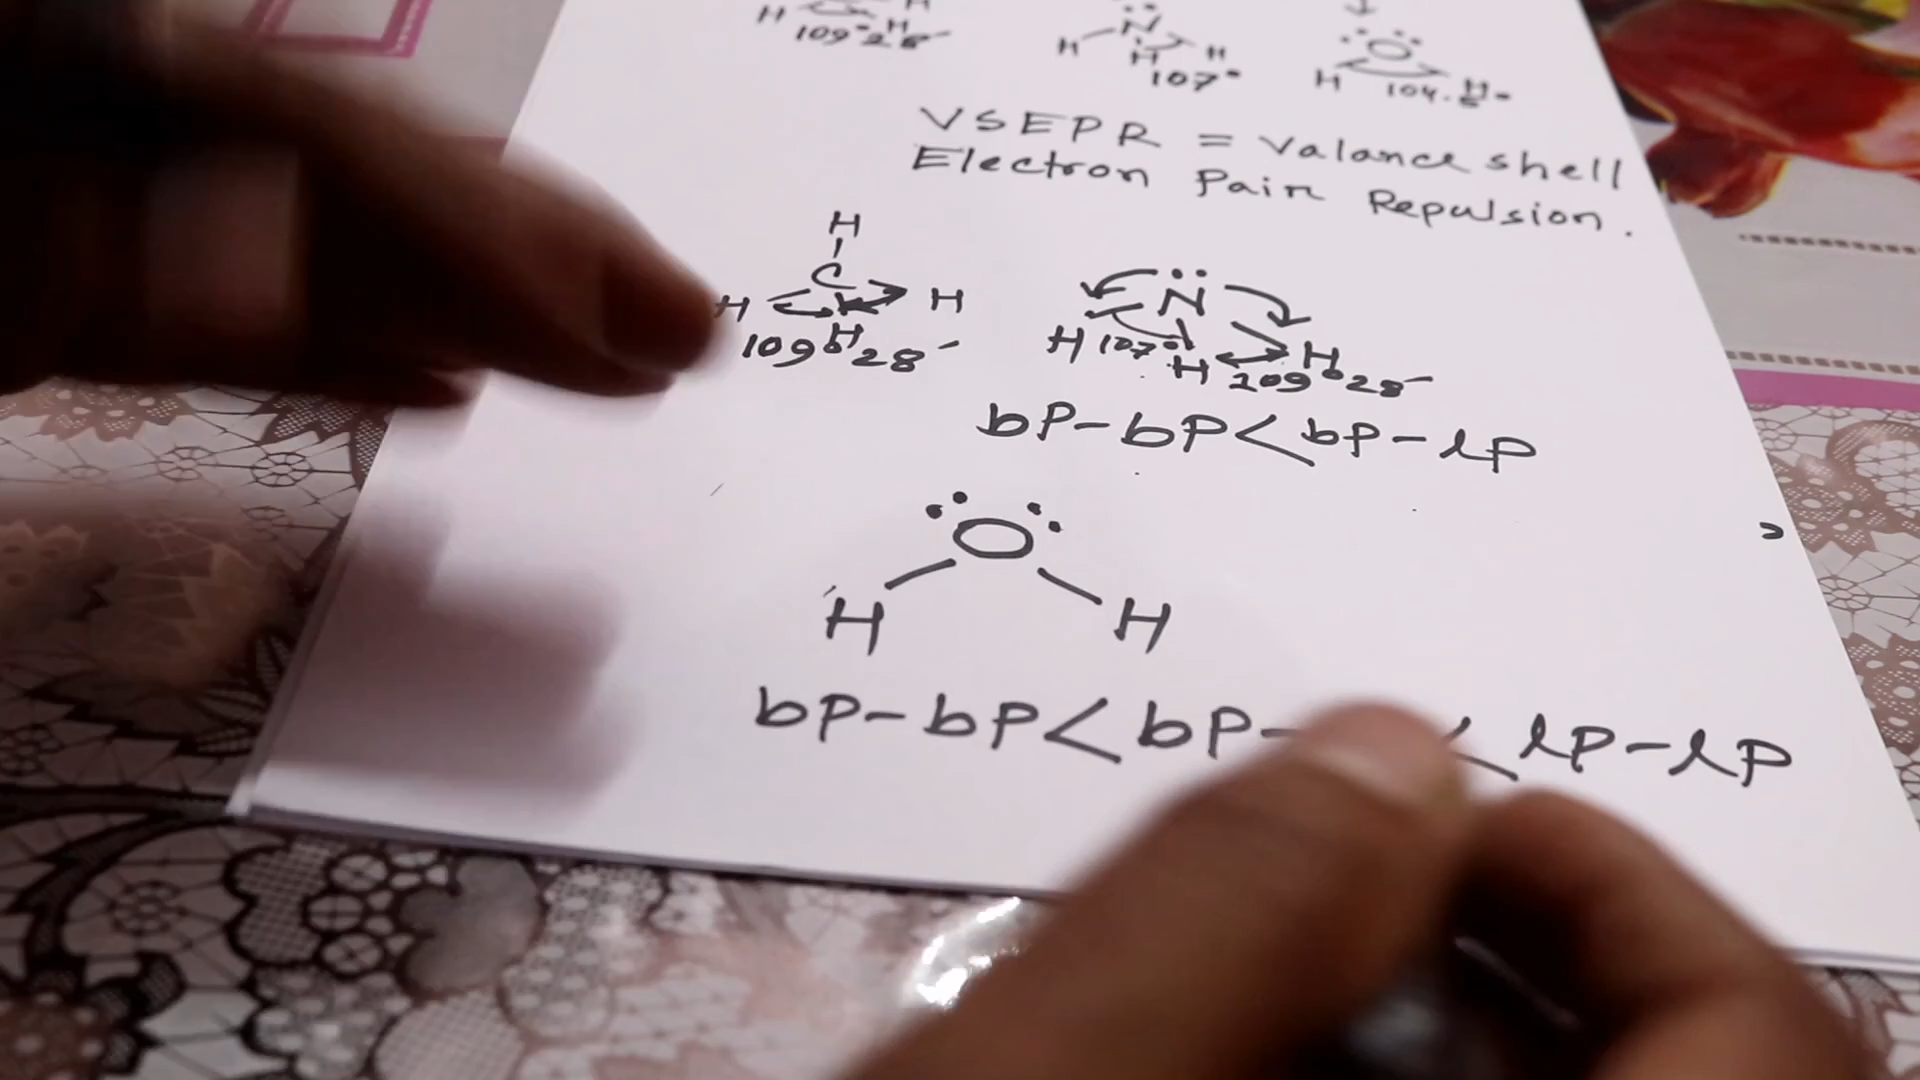 H H
109°28′
N
H H H
107°
O
H H
104.5°
VSEPR = Valance shell
Electron Pair Repulsion.
H
C
H H
H
109°28′
N
H 107° H H
109°28′
bP-bP<bP-lP
O
H H
bP-bP<bP- < lP-lP